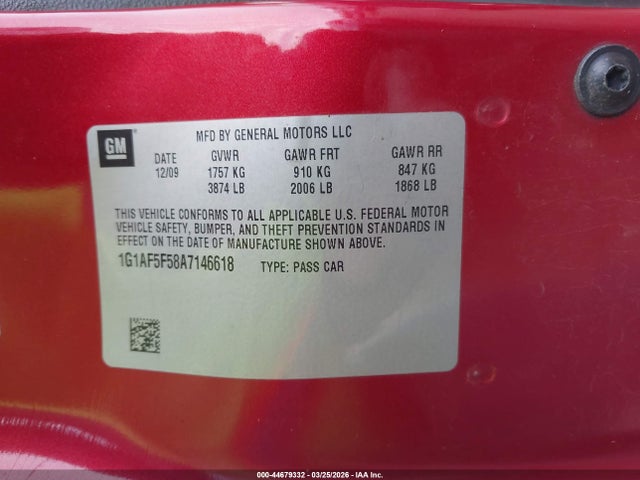 GM
MFD BY GENERAL MOTORS LLC
DATE GVWR GAWR FRT GAWR RR
12/09 1757 KG 910 KG 847 KG
3874 LB 2006 LB 1868 LB
THIS VEHICLE CONFORMS TO ALL APPLICABLE U.S. FEDERAL MOTOR
VEHICLE SAFETY, BUMPER, AND THEFT PREVENTION STANDARDS IN
EFFECT ON THE DATE OF MANUFACTURE SHOWN ABOVE.
1G1AF5F58A7146618 TYPE: PASS CAR
000-44679332 | 03/25/2026 | IAA Inc.